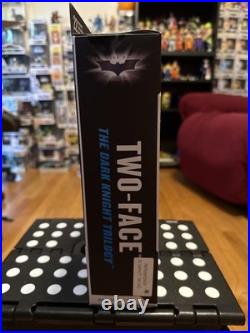 TWO-FACE
THE DARK KNIGHT TRILOGY